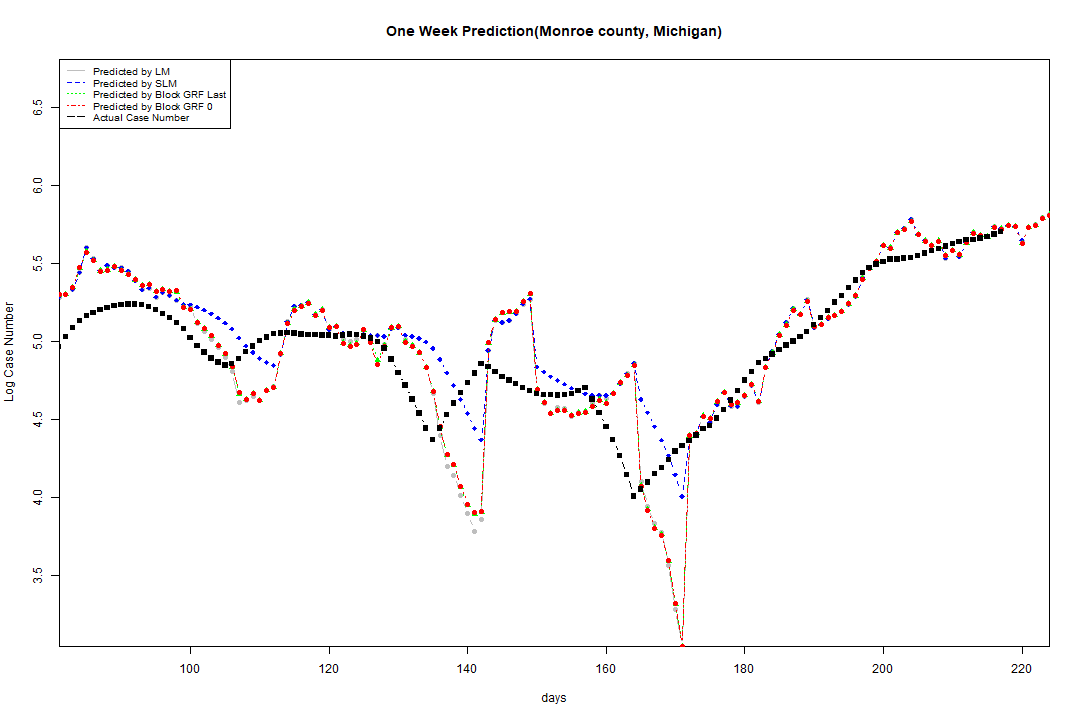 One Week Prediction(Monroe county, Michigan)
Predicted by LM
Predicted by SLM
Predicted by Block GRF Last
Predicted by Block GRF 0
Actual Case Number
Log Case Number
6.5
6.0
5.5
5.0
4.5
4.0
3.5
100 120 140 160 180 200 220
days